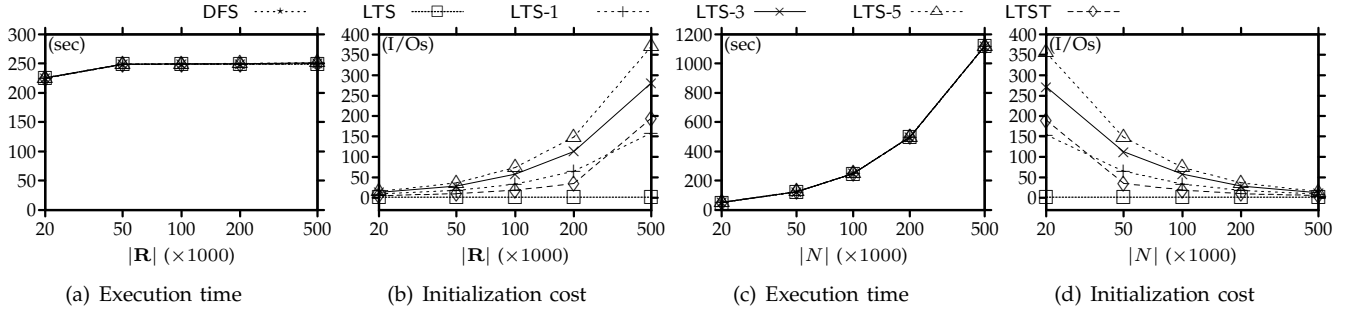 DFS LTS LTS-1 LTS-3 LTS-5 LTST
(sec)
300
250
200
150
100
50
0
20 50 100 200 500
|R| (×1000)
(a) Execution time
(I/Os)
400
350
300
250
200
150
100
50
0
20 50 100 200 500
|R| (×1000)
(b) Initialization cost
(sec)
1200
1000
800
600
400
200
0
20 50 100 200 500
|N| (×1000)
(c) Execution time
(I/Os)
400
350
300
250
200
150
100
50
0
20 50 100 200 500
|N| (×1000)
(d) Initialization cost